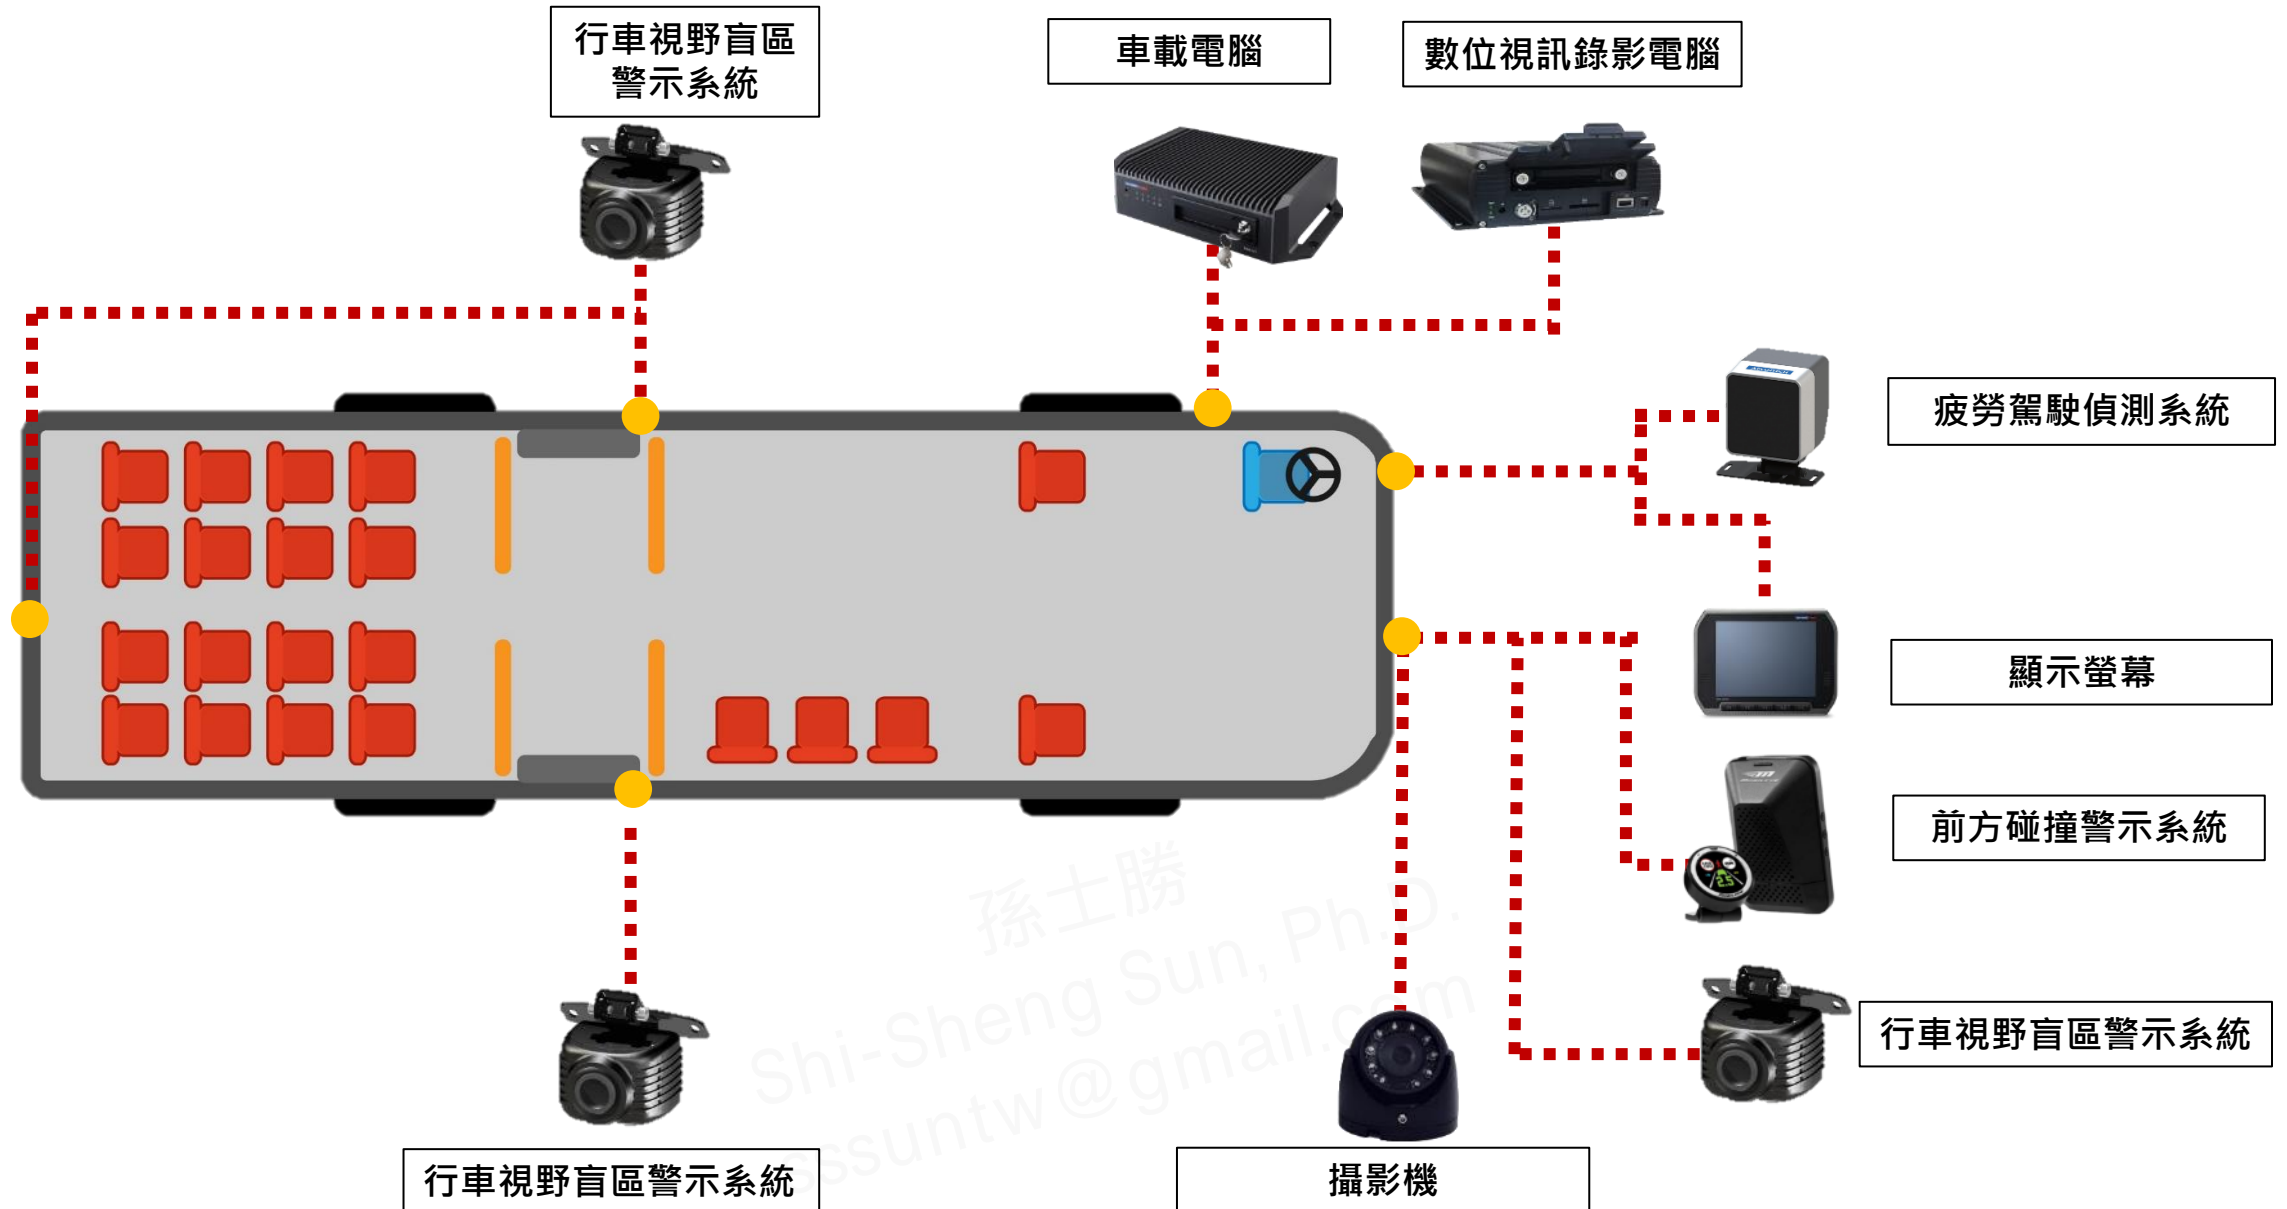 行車視野盲區
警示系統
車載電腦
數位視訊錄影電腦
疲勞駕駛偵測系統
顯示螢幕
前方碰撞警示系統
行車視野盲區警示系統
行車視野盲區警示系統
攝影機
孫士勝
Shi-Sheng Sun, Ph.D.
sssuntw@gmail.com